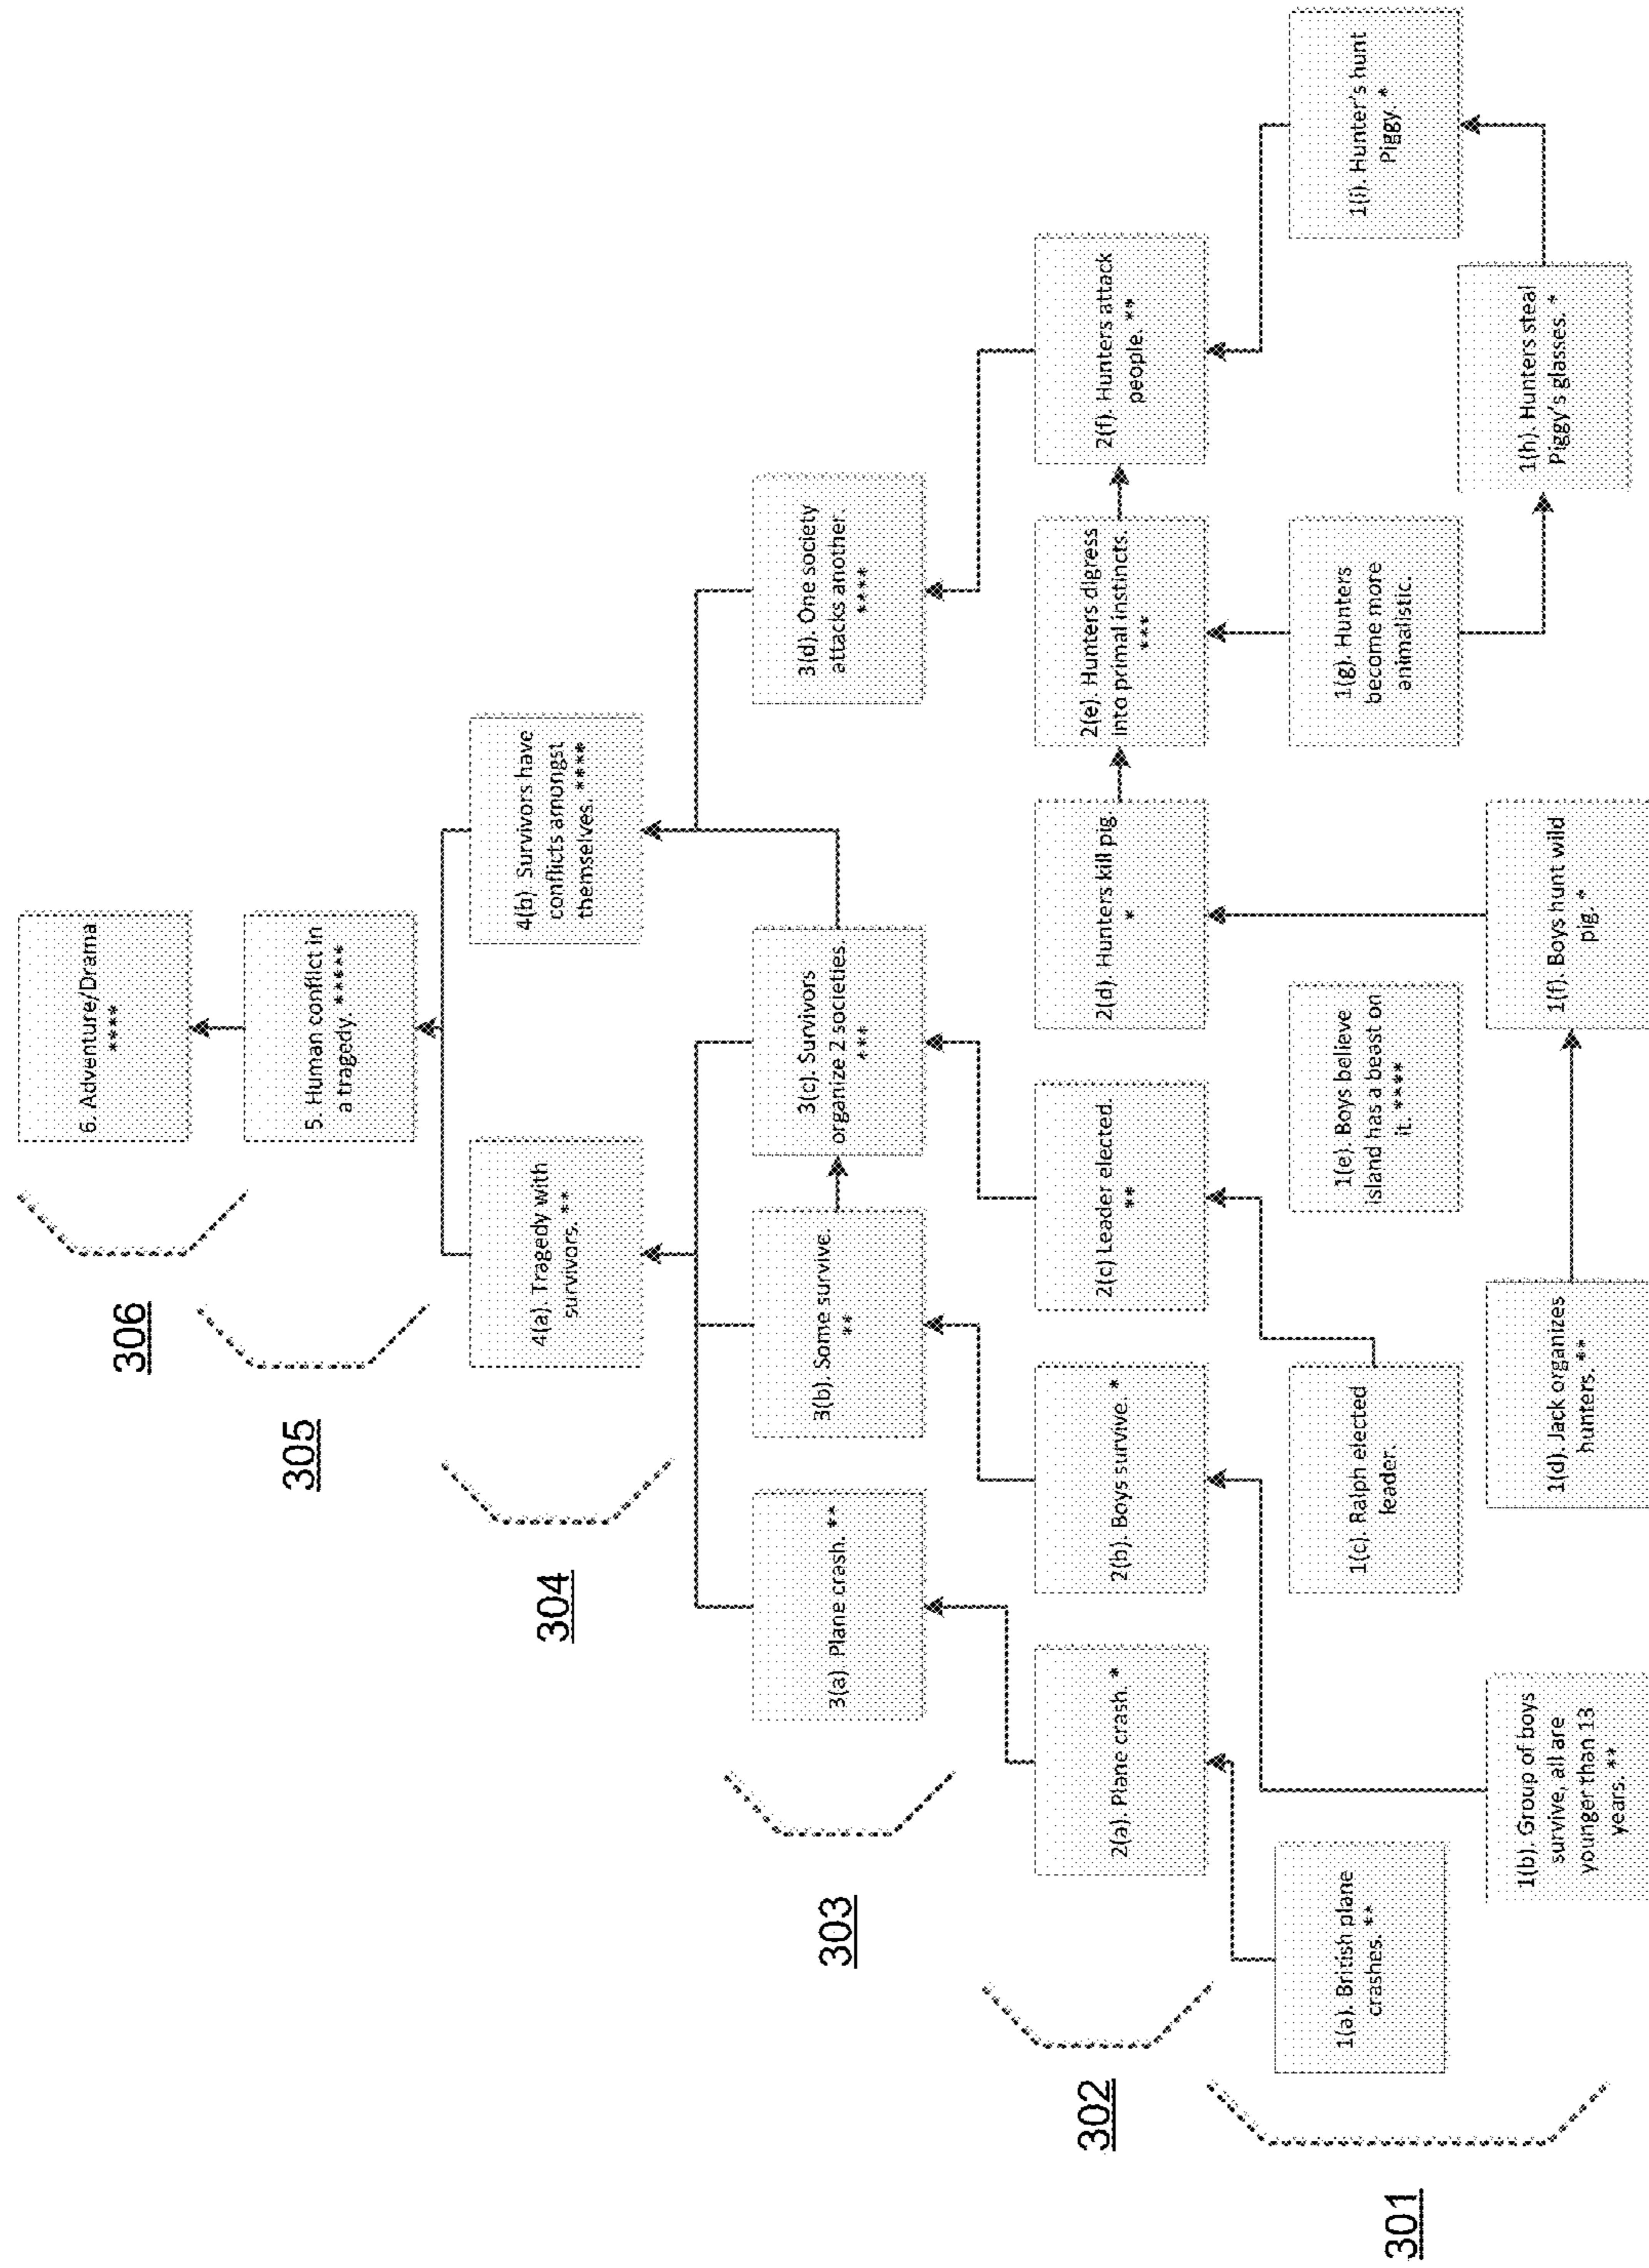 306
6. Adventure/Drama
****
305
5. Human conflict in
a tragedy. *****
304
4(a). Tragedy with
survivors. **
4(b). Survivors have
conflicts amongst
themselves. ****
303
3(a). Plane crash. **
3(b). Some survive.
**
3(c). Survivors
organize 2 societies.
***
3(d). One society
attacks another.
****
302
2(a). Plane crash. *
2(b). Boys survive. *
2(c) Leader elected.
**
2(d). Hunters kill pig.
*
2(e). Hunters digress
into primal instincts.
***
2(f). Hunters attack
people. **
301
1(a). British plane
crashes. **
1(b). Group of boys
survive, all are
younger than 13
years. **
1(c). Ralph elected
leader.
1(d). Jack organizes
hunters. **
1(e). Boys believe
island has a beast on
it. ****
1(f). Boys hunt wild
pig. *
1(g). Hunters
become more
animalistic.
1(h). Hunters steal
Piggy's glasses. *
1(i). Hunter's hunt
Piggy. *